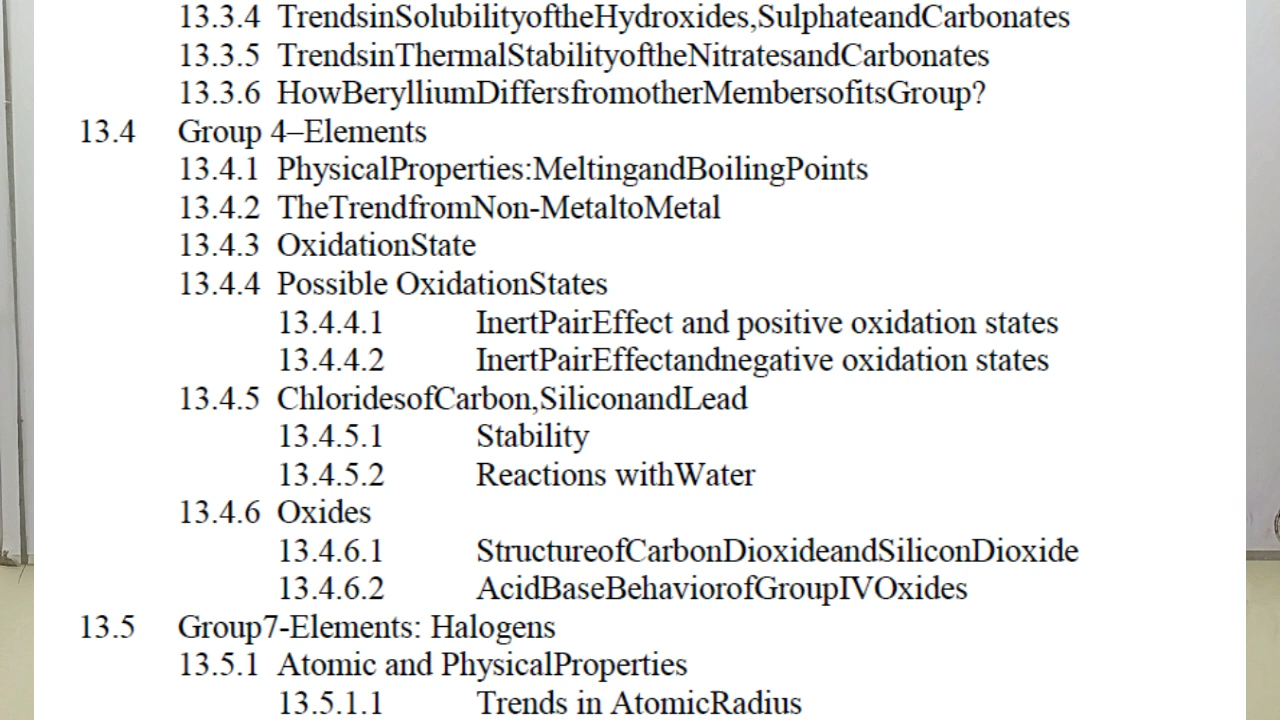 13.3.4 TrendsinSolubilityoftheHydroxides,SulphateandCarbonates
13.3.5 TrendsinThermalStabilityoftheNitratesandCarbonates
13.3.6 HowBerylliumDiffersfromotherMembersofitsGroup?
13.4 Group 4–Elements
13.4.1 PhysicalProperties:MeltingandBoilingPoints
13.4.2 TheTrendfromNon-MetaltoMetal
13.4.3 OxidationState
13.4.4 Possible OxidationStates
13.4.4.1 InertPairEffect and positive oxidation states
13.4.4.2 InertPairEffectandnegative oxidation states
13.4.5 ChloridesofCarbon,SiliconandLead
13.4.5.1 Stability
13.4.5.2 Reactions withWater
13.4.6 Oxides
13.4.6.1 StructureofCarbonDioxideandSiliconDioxide
13.4.6.2 AcidBaseBehaviorofGroupIVOxides
13.5 Group7-Elements: Halogens
13.5.1 Atomic and PhysicalProperties
13.5.1.1 Trends in AtomicRadius